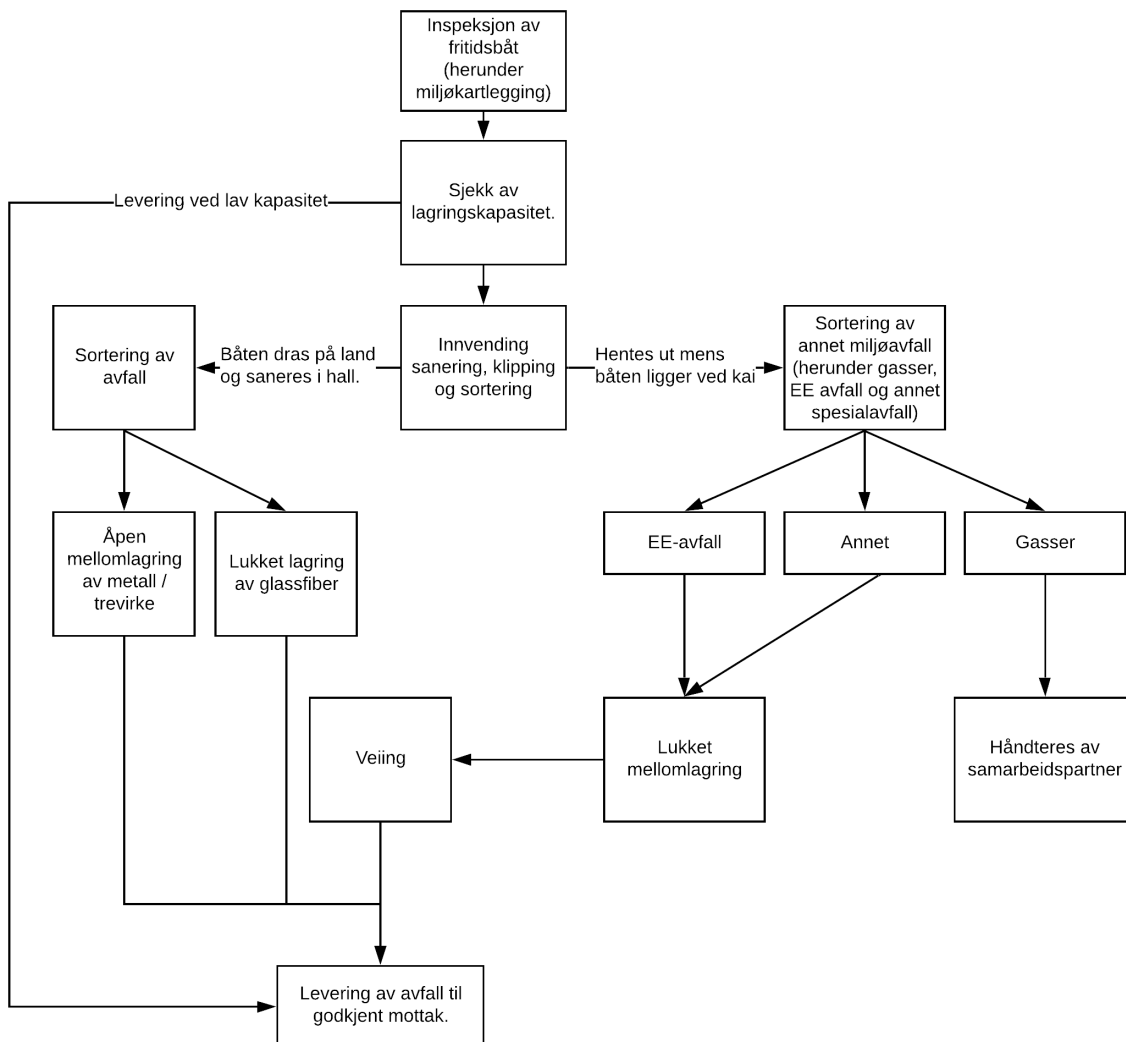 Inspeksjon av
fritidsbåt
(herunder
miljøkartlegging)
Sjekk av
lagringskapasitet.
Levering ved lav kapasitet
Sortering av
avfall
Båten dras på land
og saneres i hall.
Innvending
sanering, klipping
og sortering
Hentes ut mens
båten ligger ved kai
Sortering av
annet miljøavfall
(herunder gasser,
EE avfall og annet
spesialavfall)
Åpen
mellomlagring
av metall /
trevirke
Lukket lagring
av glassfiber
EE-avfall
Annet
Gasser
Veiing
Lukket
mellomlagring
Håndteres av
samarbeidspartner
Levering av avfall til
godkjent mottak.